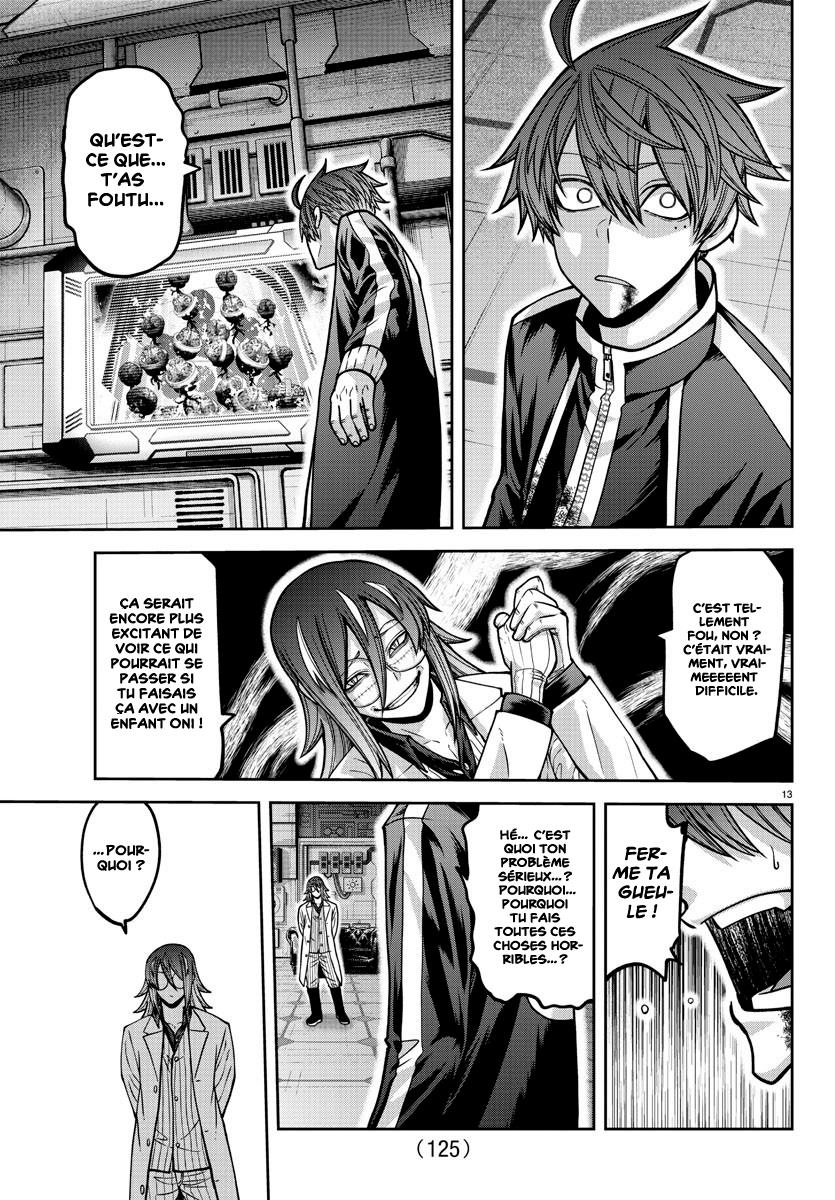 QU'EST-
CE QUE...
T'AS
FOUTU...
C'EST TEL-
LEMENT
FOU, NON ?
C'ÉTAIT VRAI-
MENT, VRAI-
MEEEEENT
DIFFICILE.
ÇA SERAIT
ENCORE PLUS
EXCITANT DE
VOIR CE QUI
POURRAIT SE
PASSER SI
TU FAISAIS
ÇA AVEC UN
ENFANT ONI !
13
FER-
ME TA
GUEU-
LE !
HÉ... C'EST
QUOI TON
PROBLÈME
SÉRIEUX...?
POURQUOI...
POURQUOI
TU FAIS
TOUTES CES
CHOSES HOR-
RIBLES...?
...POUR-
QUOI ?
(125)